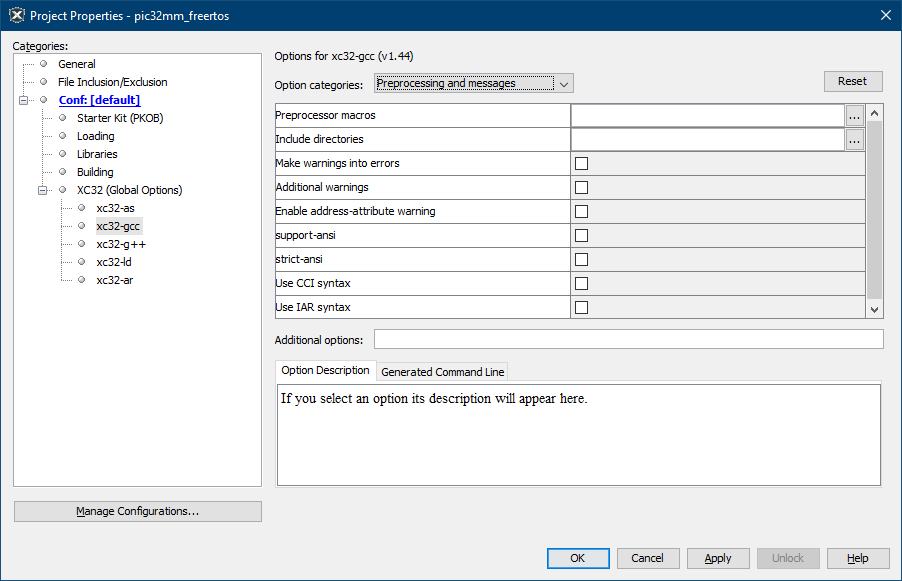 Project Properties - pic32mm_freertos
Categories:
General
File Inclusion/Exclusion
Conf: [default]
Starter Kit (PKOB)
Loading
Libraries
Building
XC32 (Global Options)
xc32-as
xc32-gcc
xc32-g++
xc32-ld
xc32-ar
Manage Configurations...
Options for xc32-gcc (v1.44)
Option categories: Preprocessing and messages
Reset
Preprocessor macros ...
Include directories ...
Make warnings into errors
Additional warnings
Enable address-attribute warning
support-ansi
strict-ansi
Use CCI syntax
Use IAR syntax
Additional options:
Option Description Generated Command Line
If you select an option its description will appear here.
OK Cancel Apply Unlock Help